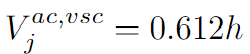 $V_j^{ac,vsc} = 0.612h$